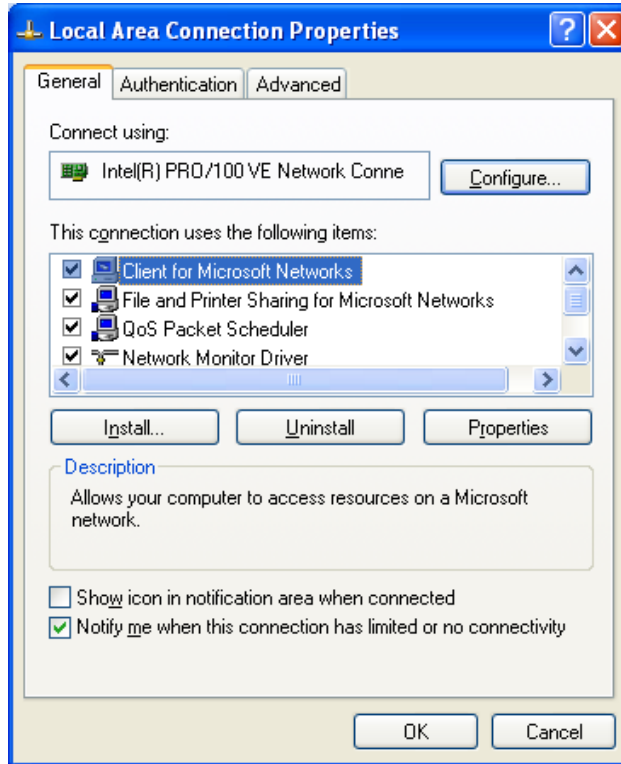 Local Area Connection Properties
General Authentication Advanced
Connect using:
Intel(R) PRO/100 VE Network Conne
Configure...
This connection uses the following items:
Client for Microsoft Networks
File and Printer Sharing for Microsoft Networks
QoS Packet Scheduler
Network Monitor Driver
Install... Uninstall Properties
Description
Allows your computer to access resources on a Microsoft
network.
Show icon in notification area when connected
Notify me when this connection has limited or no connectivity
OK Cancel